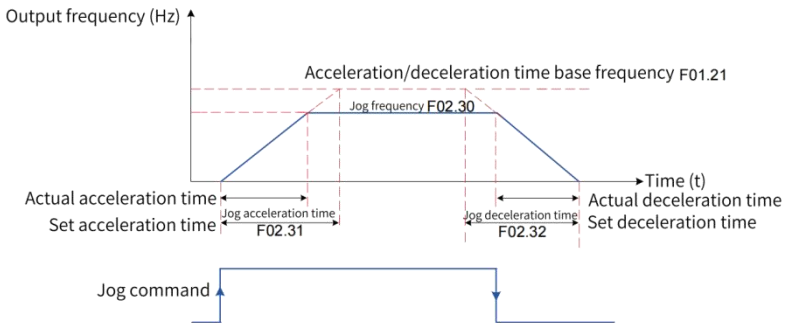 Output frequency (Hz)
Acceleration/deceleration time base frequency F01.21
Jog frequency F02.30
Time (t)
Actual acceleration time
Actual deceleration time
Jog acceleration time
Jog deceleration time
Set acceleration time
Set deceleration time
F02.31
F02.32
Jog command